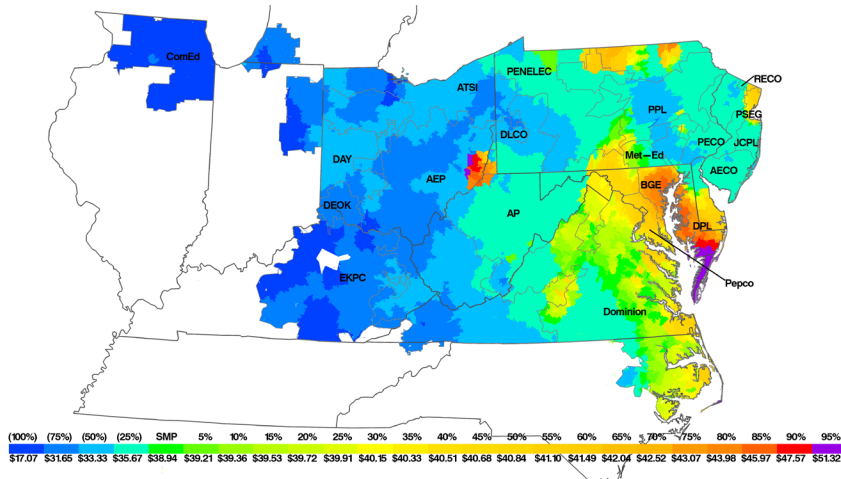 ComEd
RECO
PENELEC
ATSI
PPL
PSEG
DLCO
PECO
JCPL
Met-Ed
DAY
AECO
AEP
BGE
DEOK
AP
DPL
EKPC
Pepco
Dominion
(100%) (75%) (50%) (25%) SMP 5% 10% 15% 20% 25% 30% 35% 40% 45% 50% 55% 60% 65% 70% 75% 80% 85% 90% 95%
$17.07 $31.65 $33.33 $35.67 $38.94 $39.21 $39.36 $39.53 $39.72 $39.91 $40.15 $40.33 $40.51 $40.68 $40.84 $41.10 $41.49 $42.04 $42.52 $43.07 $43.98 $45.97 $47.57 $51.32